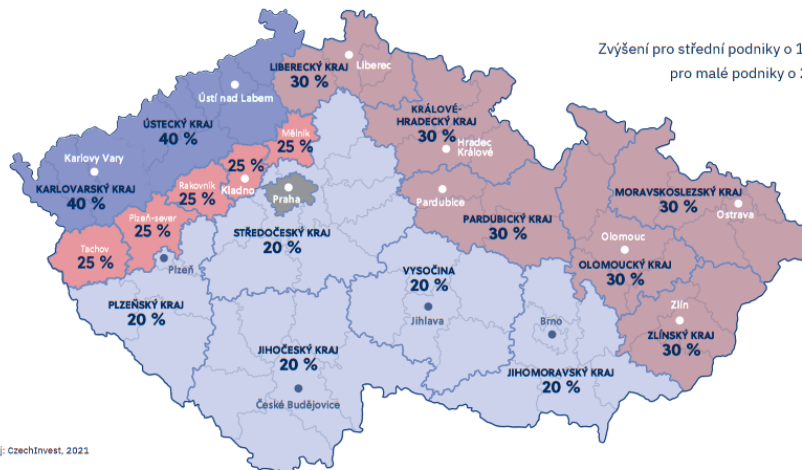 Zvýšení pro střední podniky o 1
pro malé podniky o 2
LIBERECKÝ KRAJ
30 %
Liberec
Ústí nad Labem
ÚSTECKÝ KRAJ
40 %
KRÁLOVÉ-
HRADECKÝ KRAJ
30 %
Hradec
Králové
Mělník
25 %
25 %
Kladno
Karlovy Vary
KARLOVARSKÝ KRAJ
40 %
Rakovník
25 %
Praha
Pardubice
PARDUBICKÝ KRAJ
30 %
MORAVSKOSLEZSKÝ KRAJ
30 %
Ostrava
Plzeň-sever
25 %
Tachov
25 %
STŘEDOČESKÝ KRAJ
20 %
Olomouc
OLOMOUCKÝ KRAJ
30 %
Plzeň
VYSOČINA
20 %
Jihlava
PLZEŇSKÝ KRAJ
20 %
Brno
Zlín
ZLÍNSKÝ KRAJ
30 %
JIHOČESKÝ KRAJ
20 %
České Budějovice
JIHOMORAVSKÝ KRAJ
20 %
j: CzechInvest, 2021